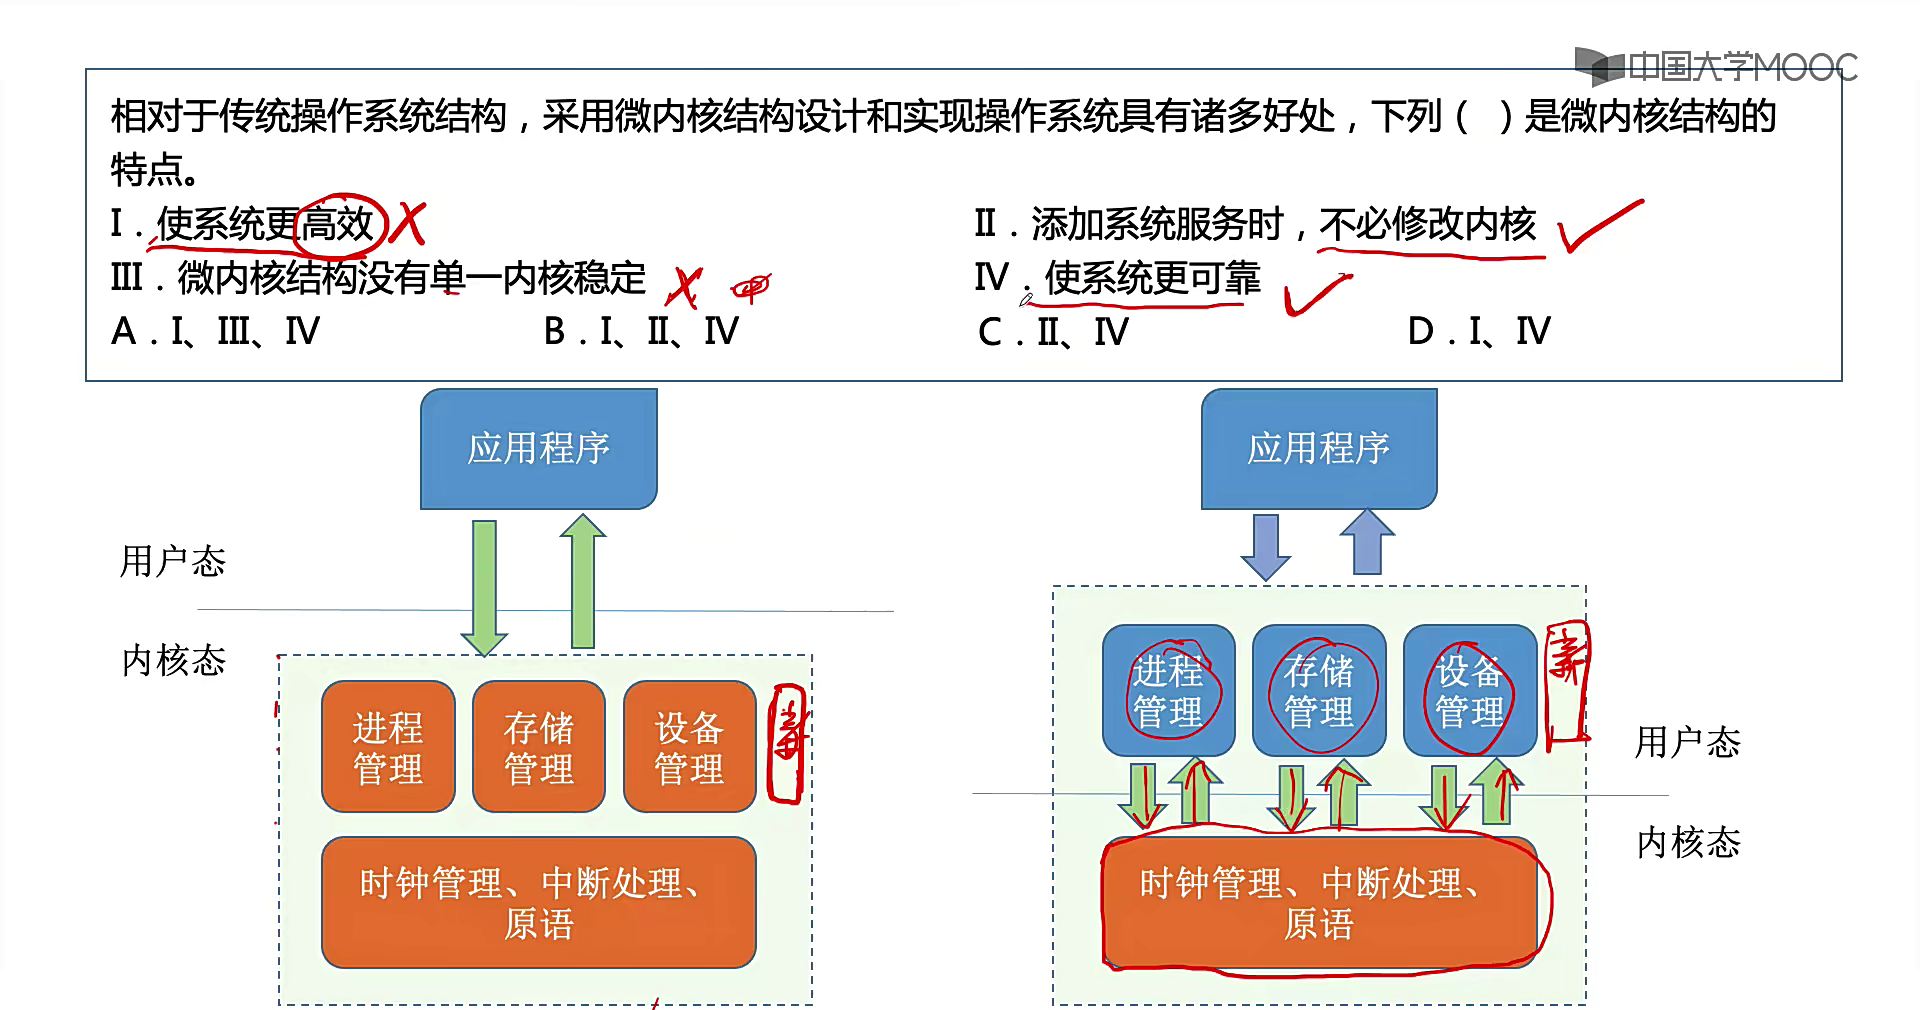 中国大学MOOC
相对于传统操作系统结构，采用微内核结构设计和实现操作系统具有诸多好处，下列（ ）是微内核结构的
特点。
I．使系统更高效
II．添加系统服务时，不必修改内核
III．微内核结构没有单一内核稳定
IV．使系统更可靠
A．I、III、IV B．I、II、IV C．II、IV D．I、IV
应用程序
用户态
内核态
进程
管理
存储
管理
设备
管理
新
时钟管理、中断处理、
原语
应用程序
进程
管理
存储
管理
设备
管理
新
用户态
内核态
时钟管理、中断处理、
原语